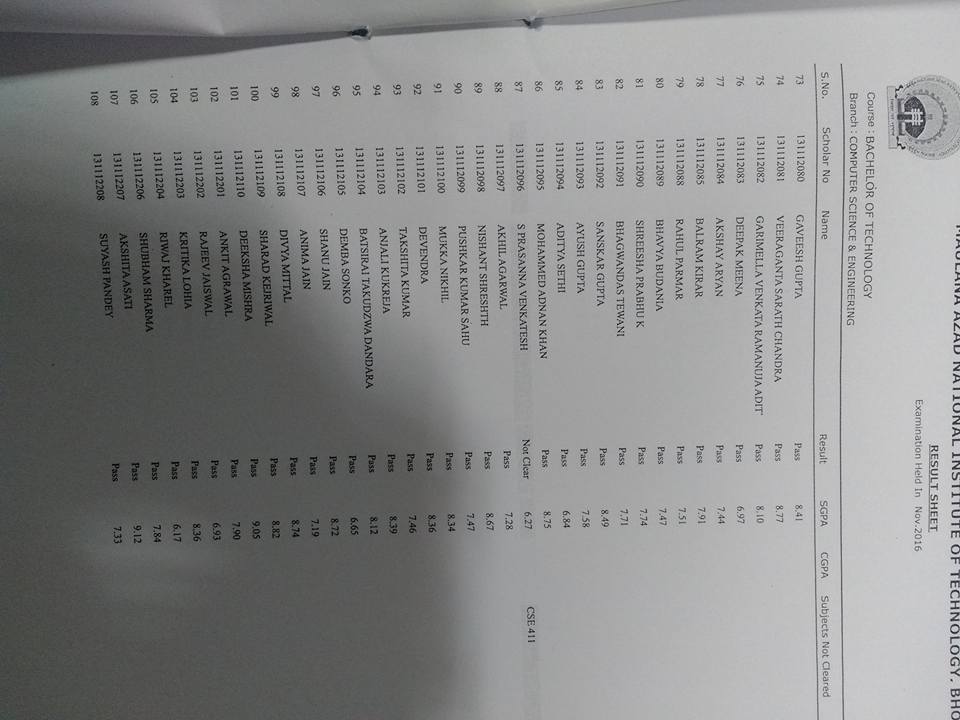 MAULANA AZAD NATIONAL INSTITUTE OF TECHNOLOGY, BHO
RESULT SHEET
Examination Held In Nov.2016
Course : BACHELOR OF TECHNOLOGY
Branch : COMPUTER SCIENCE & ENGINEERING
S.No. Scholar No Name Result SGPA CGPA Subjects Not Cleared
73 131112080 GAVEESH GUPTA Pass 8.41
74 131112081 VEERAGANTA SARATH CHANDRA Pass 8.77
75 131112082 GARIMELLA VENKATA RAMANUJA ADIT' Pass 8.10
76 131112083 DEEPAK MEENA Pass 6.97
77 131112084 AKSHAY ARYAN Pass 7.44
78 131112085 BALRAM KIRAR Pass 7.91
79 131112088 RAHUL PARMAR Pass 7.51
80 131112089 BHAVYA BUDANIA Pass 7.47
81 131112090 SHREESHA PRABHU K Pass 7.74
82 131112091 BHAGWANDAS TEWANI Pass 7.71
83 131112092 SANSKAR GUPTA Pass 8.49
84 131112093 AYUSH GUPTA Pass 7.58
85 131112094 ADITYA SETHI Pass 6.84
86 131112095 MOHAMMED ADNAN KHAN Pass 8.75
87 131112096 S PRASANNA VENKATESH Not Clear 6.27 CSE 411
88 131112097 AKHIL AGARWAL Pass 7.28
89 131112098 NISHANT SHRESHTH Pass 8.67
90 131112099 PUSHKAR KUMAR SAHU Pass 7.47
91 131112100 MUKKA NIKHIL Pass 8.34
92 131112101 DEVENDRA Pass 8.36
93 131112102 TAKSHITA KUMAR Pass 7.46
94 131112103 ANJALI KUKREJA Pass 8.39
95 131112104 BATSIRAI TAKUDZWA DANDARA Pass 8.12
96 131112105 DEMBA SONKO Pass 6.65
97 131112106 SHANU JAIN Pass 8.72
98 131112107 ANIMA JAIN Pass 7.19
99 131112108 DIVYA MITTAL Pass 8.74
100 131112109 SHARAD KEJRIWAL Pass 8.82
101 131112110 DEEKSHA MISHRA Pass 9.05
102 131112201 ANKIT AGRAWAL Pass 7.90
103 131112202 RAJEEV JAISWAL Pass 6.93
104 131112203 KRITIKA LOHIA Pass 8.36
105 131112204 RIWAJ KHAREL Pass 6.17
106 131112206 SHUBHAM SHARMA Pass 7.84
107 131112207 AKSHITA ASATI Pass 9.12
108 131112208 SUYASH PANDEY Pass 7.33